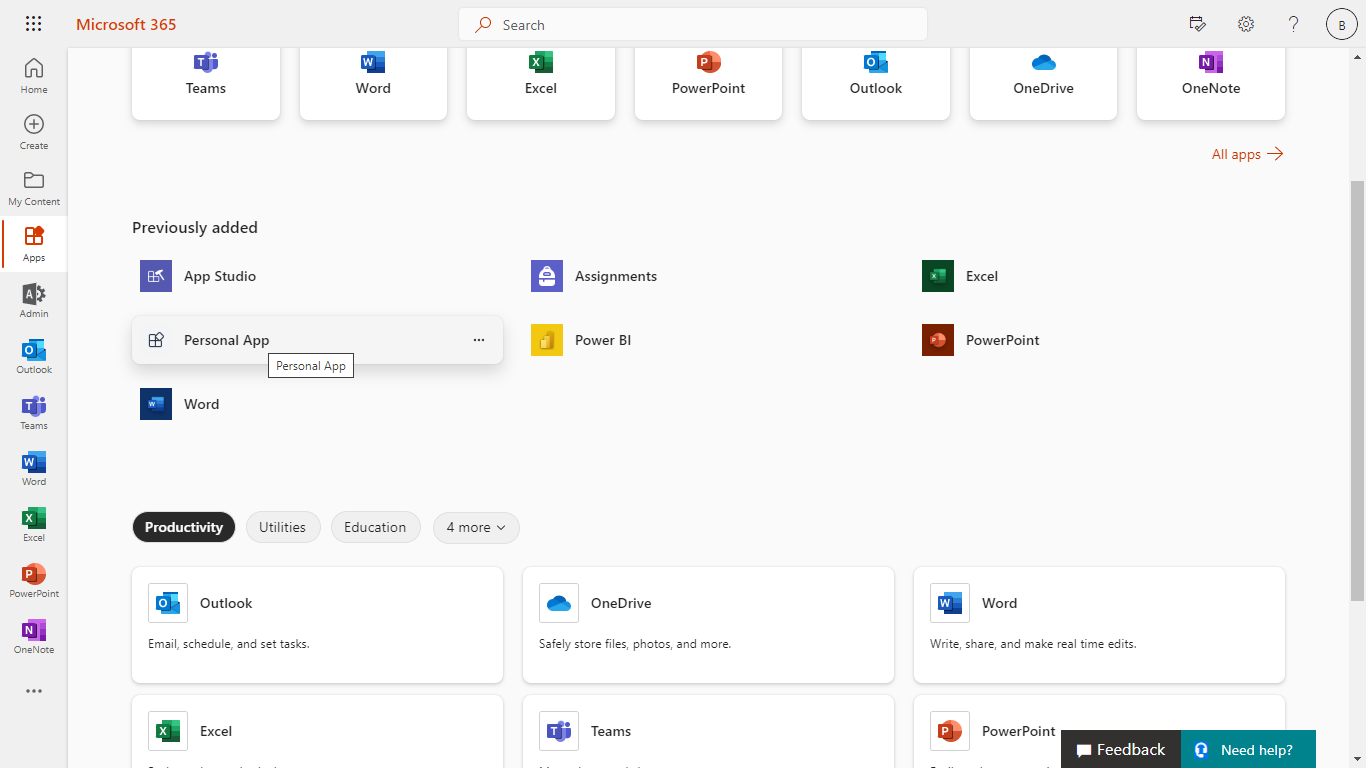 Microsoft 365
Search
B
Home
Create
My Content
Apps
Admin
Outlook
Teams
Word
Excel
PowerPoint
OneNote
Teams
Word
Excel
PowerPoint
Outlook
OneDrive
OneNote
All apps
Previously added
App Studio
Assignments
Excel
Personal App
Power BI
PowerPoint
Personal App
Word
Productivity
Utilities
Education
4 more
Outlook
Email, schedule, and set tasks.
OneDrive
Safely store files, photos, and more.
Word
Write, share, and make real time edits.
Excel
Teams
PowerPoint
Feedback
Need help?